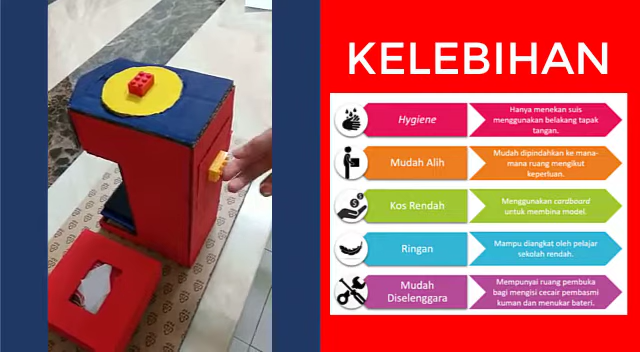 KELEBIHAN
Hygiene
Hanya menekan suis
menggunakan belakang tapak
tangan.
Mudah Alih
Mudah dipindahkan ke mana-
mana ruang mengikut
keperluan.
Kos Rendah
Menggunakan cardboard
untuk membina model.
Ringan
Mampu diangkat oleh pelajar
sekolah rendah.
Mudah
Diselenggara
Mempunyai ruang pembuka
bagi mengisi cecair pembasmi
kuman dan menukar bateri.